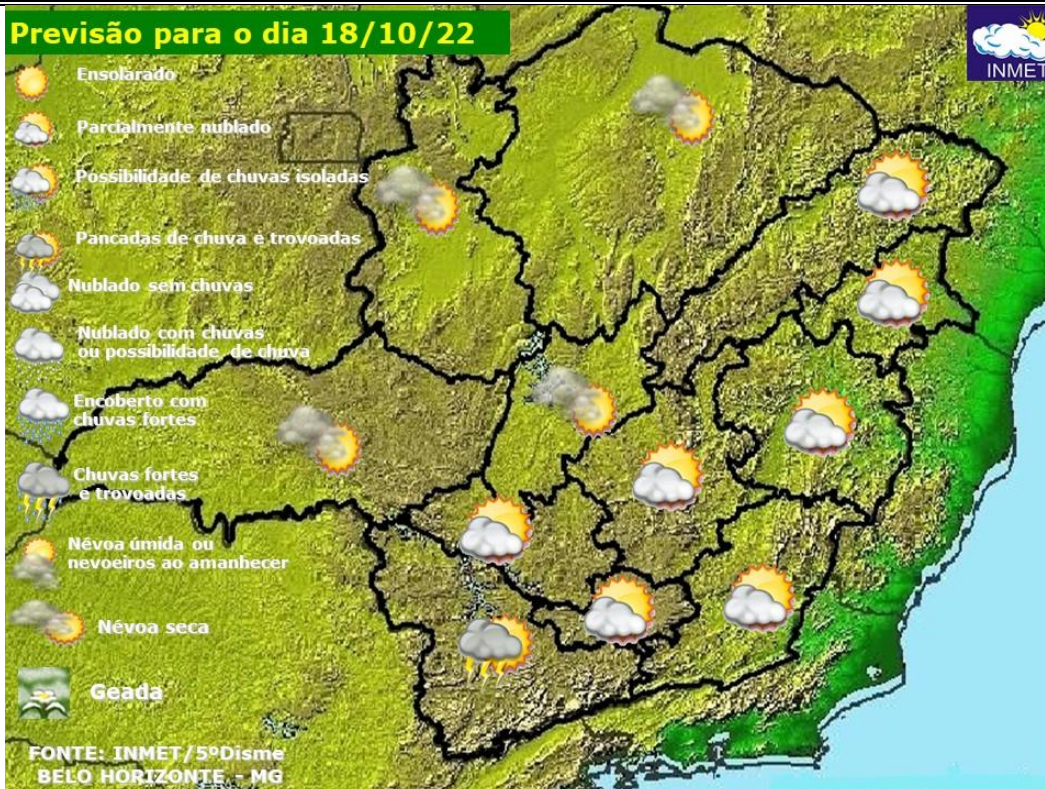 Previsão para o dia 18/10/22
INMET
Ensolarado
Parcialmente nublado
Possibilidade de chuvas isoladas
Pancadas de chuva e trovoadas
Nublado sem chuvas
Nublado com chuvas
ou possibilidade de chuva
Encoberto com
chuvas fortes
Chuvas fortes
e trovoadas
Névoa úmida ou
nevoeiros ao amanhecer
Névoa seca
Geada
FONTE: INMET/5ºDisme
BELO HORIZONTE - MG